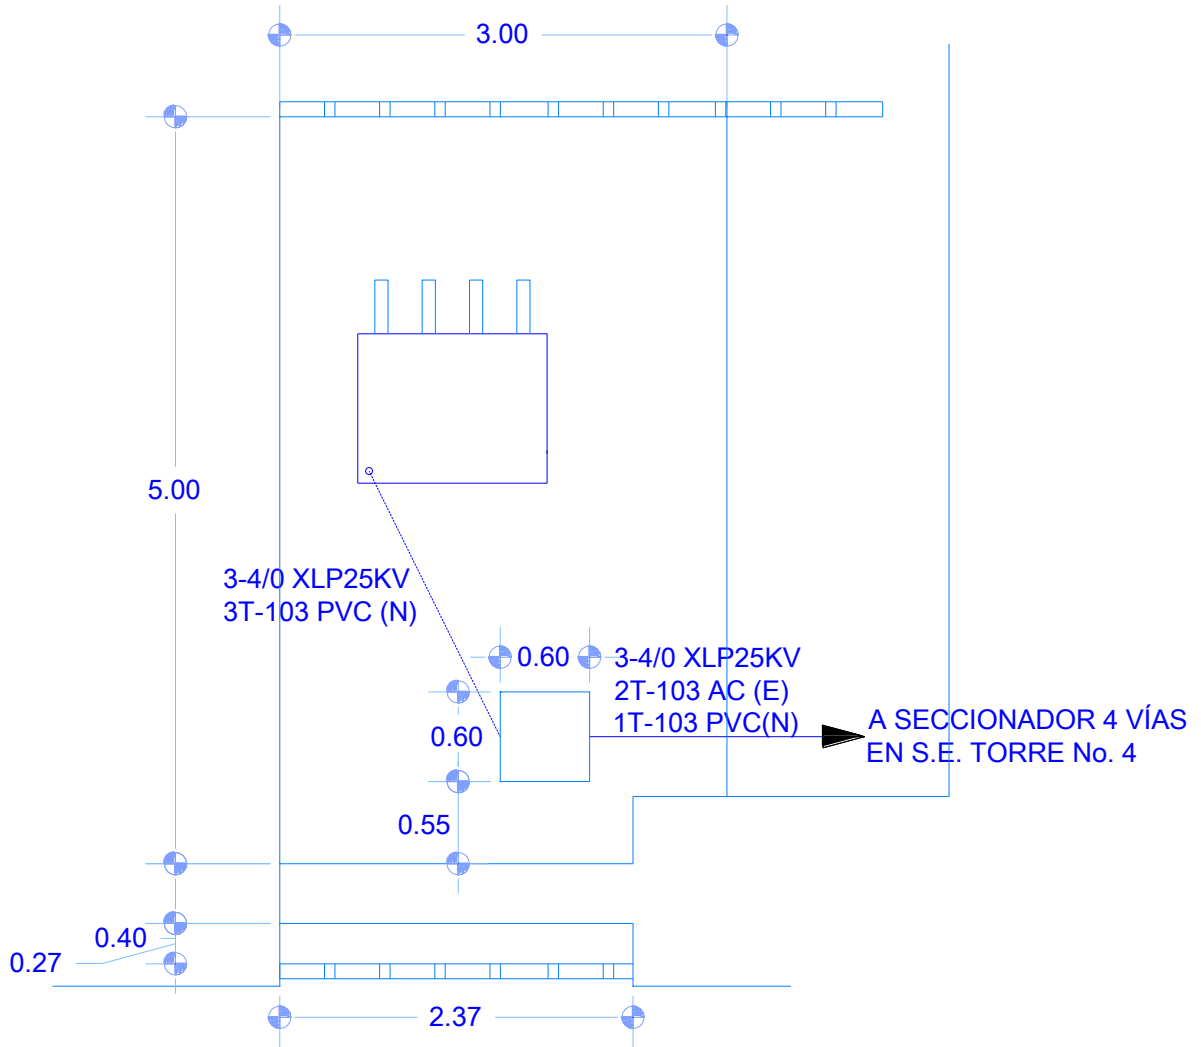 3.00
5.00
3-4/0 XLP25KV
3T-103 PVC (N)
0.60
3-4/0 XLP25KV
2T-103 AC (E)
1T-103 PVC(N)
0.60
A SECCIONADOR 4 VÍAS
EN S.E. TORRE No. 4
0.55
0.40
0.27
2.37